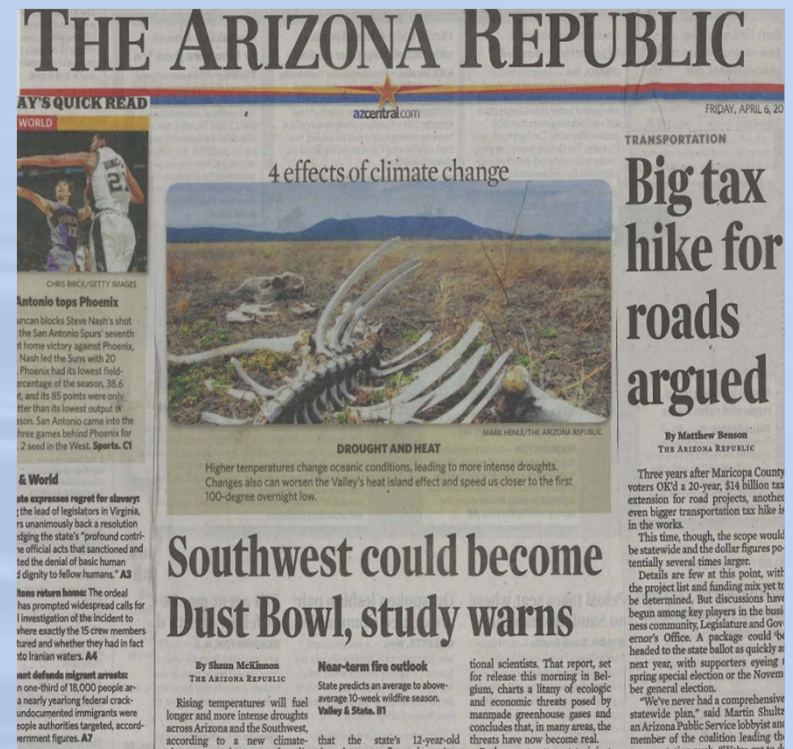 THE ARIZONA REPUBLIC
AY'S QUICK READ
azcentral.com
FRIDAY, APRIL 6, 20
WORLD
21
13
CHRIS BIRCK/GETTY IMAGES
Antonio tops Phoenix
uncan blocks Steve Nash's shot
the San Antonio Spurs' seventh
t home victory against Phoenix,
. Nash led the Suns with 20
. Phoenix had its lowest field-
ercentage of the season, 38.6
t, and its 85 points were only
tter than its lowest output of
son. San Antonio came into the
hree games behind Phoenix for
. 2 seed in the West. Sports. C1
& World
ate expresses regret for slavery:
g the lead of legislators in Virginia,
rs unanimously back a resolution
dging the state's "profound contri-
he official acts that sanctioned and
ted the denial of basic human
d dignity to fellow humans." A3
tons return home: The ordeal
has prompted widespread calls for
l investigation of the incident to
where exactly the 15 crew members
tured and whether they had in fact
nto Iranian waters. A4
ent defends migrant arrests:
n one-third of 18,000 people ar-
a nearly yearlong federal crack-
undocumented immigrants were
eople authorities targeted, accord-
vernment figures. A7
4 effects of climate change
MARK HENLE/THE ARIZONA REPUBLIC
DROUGHT AND HEAT
Higher temperatures change oceanic conditions, leading to more intense droughts.
Changes also can worsen the Valley's heat island effect and speed us closer to the first
100-degree overnight low.
Southwest could become
Dust Bowl, study warns
By Shaun McKinnon
THE ARIZONA REPUBLIC
Rising temperatures will fuel
longer and more intense droughts
across Arizona and the Southwest,
according to a new climate-
Near-term fire outlook
State predicts an average to above-
average 10-week wildfire season.
Valley & State. B1
that the state's 12-year-old
tional scientists. That report, set
for release this morning in Bel-
gium, charts a litany of ecologic
and economic threats posed by
manmade greenhouse gases and
concludes that, in many areas, the
threats have now become real.
TRANSPORTATION
Big tax
hike for
roads
argued
By Matthew Benson
THE ARIZONA REPUBLIC
Three years after Maricopa County
voters OK'd a 20-year, $14 billion tax
extension for road projects, another
even bigger transportation tax hike is
in the works.
This time, though, the scope would
be statewide and the dollar figures po-
tentially several times larger.
Details are few at this point, with
the project list and funding mix yet to
be determined. But discussions have
begun among key players in the busi-
ness community, Legislature and Gov-
ernor's Office. A package could be
headed to the state ballot as quickly as
next year, with supporters eyeing a
spring special election or the Novem-
ber general election.
"We've had a comprehensive
statewide plan," said Martin Shultz
an Arizona Public Service lobbyist and
member of the coalition leading the